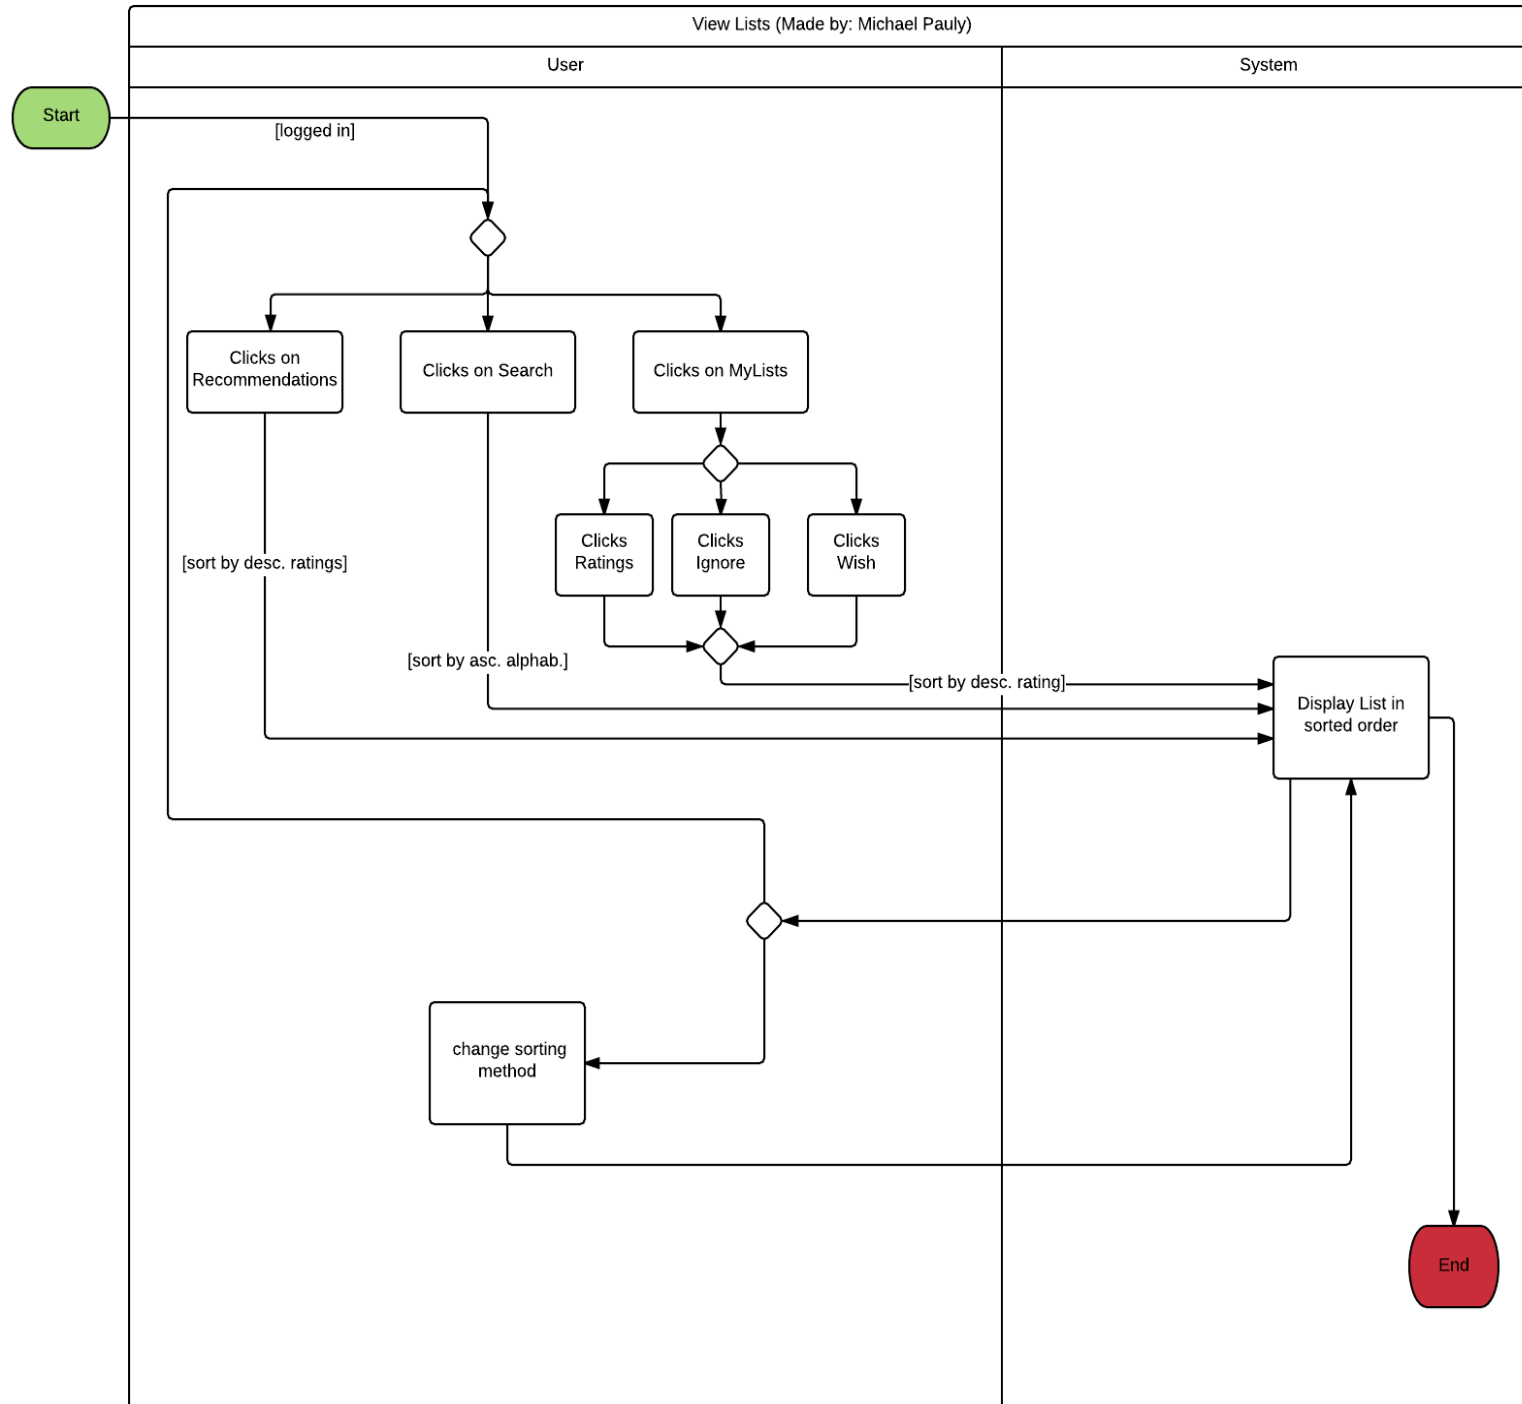 View Lists (Made by: Michael Pauly)
User
System
Start
[logged in]
Clicks on
Recommendations
Clicks on Search
Clicks on MyLists
Clicks
Ratings
Clicks
Ignore
Clicks
Wish
[sort by desc. ratings]
[sort by asc. alphab.]
[sort by desc. rating]
Display List in
sorted order
change sorting
method
End